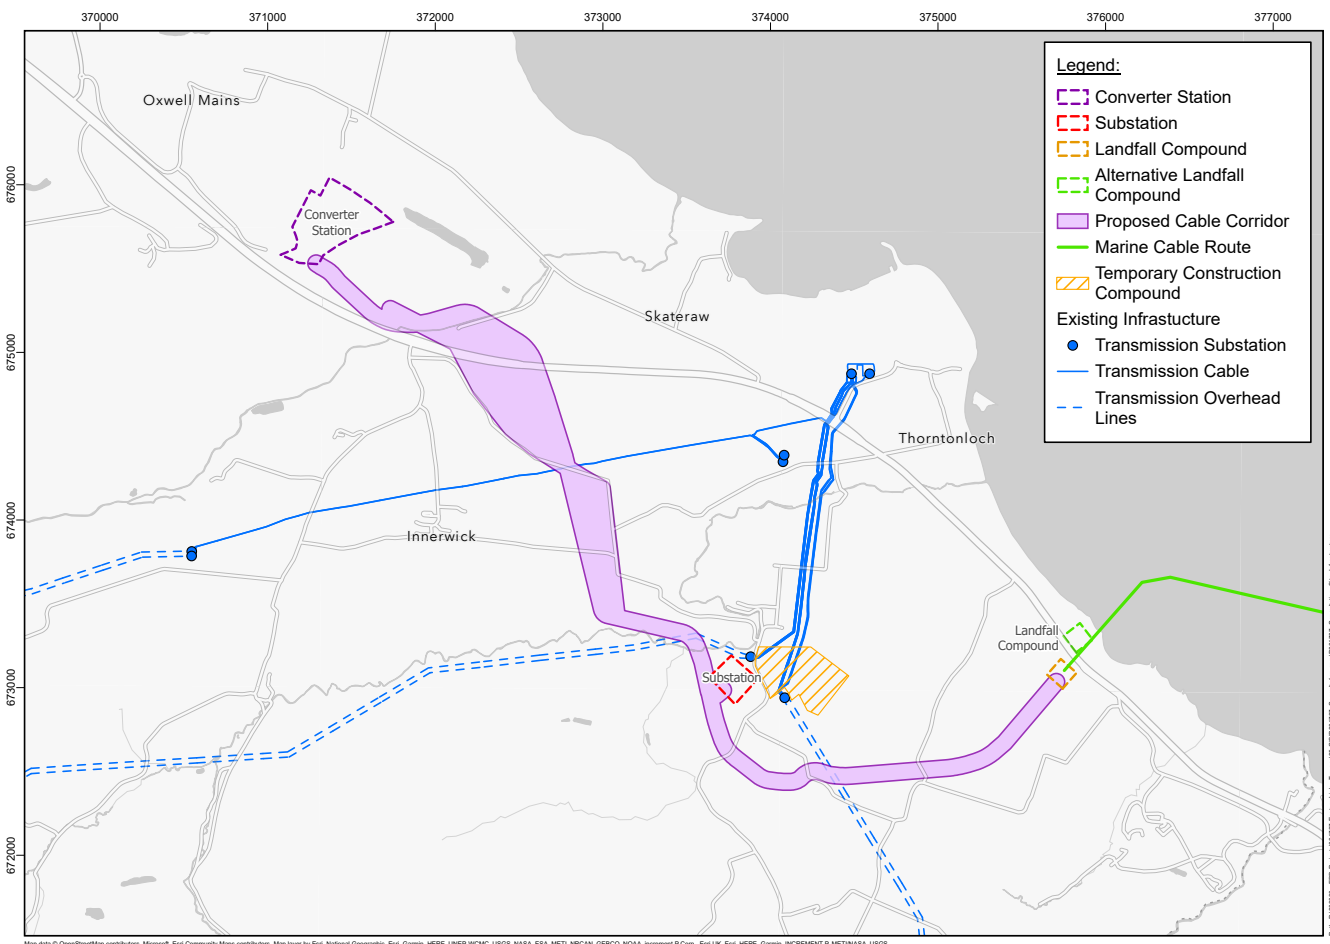 370000 371000 372000 373000 374000 375000 376000 377000
676000
675000
674000
673000
672000
Oxwell Mains
Converter
Station
Skateraw
Thorntonloch
Innerwick
Substation
Landfall
Compound
Legend:
Converter Station
Substation
Landfall Compound
Alternative Landfall
Compound
Proposed Cable Corridor
Marine Cable Route
Temporary Construction
Compound
Existing Infrastucture
Transmission Substation
Transmission Cable
Transmission Overhead
Lines